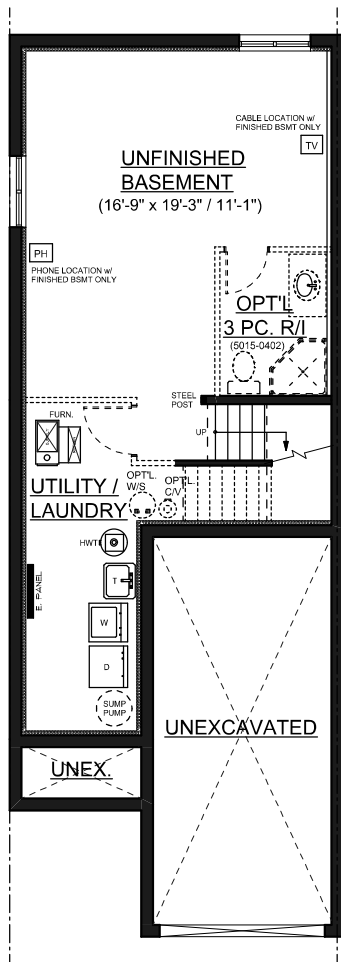 CABLE LOCATION w/
FINISHED BSMT ONLY
TV
UNFINISHED
BASEMENT
(16'-9" x 19'-3" / 11'-1")
PH
PHONE LOCATION w/
FINISHED BSMT ONLY
OPT'L
3 PC. R/I
(5015-0402)
STEEL
POST
FURN.
UP
OPT'L.
W/S
OPT'L.
C/V
UTILITY /
LAUNDRY
HWT
T
E. PANEL
W
D
SUMP
PUMP
UNEXCAVATED
UNEX.